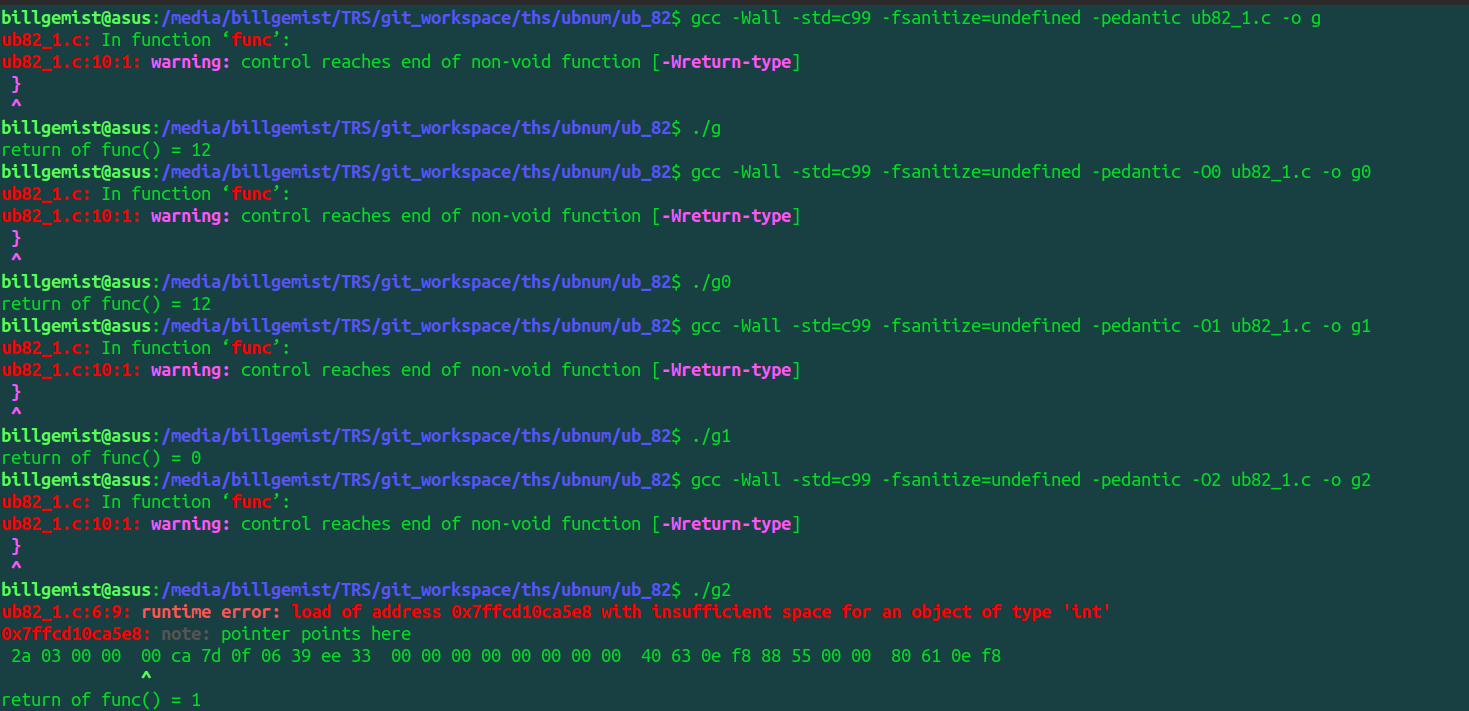 billgemist@asus:/media/billgemist/TRS/git_workspace/ths/ubnum/ub_82$ gcc -Wall -std=c99 -fsanitize=undefined -pedantic ub82_1.c -o g
ub82_1.c: In function ‘func’:
ub82_1.c:10:1: warning: control reaches end of non-void function [-Wreturn-type]
 }
 ^
billgemist@asus:/media/billgemist/TRS/git_workspace/ths/ubnum/ub_82$ ./g
return of func() = 12
billgemist@asus:/media/billgemist/TRS/git_workspace/ths/ubnum/ub_82$ gcc -Wall -std=c99 -fsanitize=undefined -pedantic -O0 ub82_1.c -o g0
ub82_1.c: In function ‘func’:
ub82_1.c:10:1: warning: control reaches end of non-void function [-Wreturn-type]
 }
 ^
billgemist@asus:/media/billgemist/TRS/git_workspace/ths/ubnum/ub_82$ ./g0
return of func() = 12
billgemist@asus:/media/billgemist/TRS/git_workspace/ths/ubnum/ub_82$ gcc -Wall -std=c99 -fsanitize=undefined -pedantic -O1 ub82_1.c -o g1
ub82_1.c: In function ‘func’:
ub82_1.c:10:1: warning: control reaches end of non-void function [-Wreturn-type]
 }
 ^
billgemist@asus:/media/billgemist/TRS/git_workspace/ths/ubnum/ub_82$ ./g1
return of func() = 0
billgemist@asus:/media/billgemist/TRS/git_workspace/ths/ubnum/ub_82$ gcc -Wall -std=c99 -fsanitize=undefined -pedantic -O2 ub82_1.c -o g2
ub82_1.c: In function ‘func’:
ub82_1.c:10:1: warning: control reaches end of non-void function [-Wreturn-type]
 }
 ^
billgemist@asus:/media/billgemist/TRS/git_workspace/ths/ubnum/ub_82$ ./g2
ub82_1.c:6:9: runtime error: load of address 0x7ffcd10ca5e8 with insufficient space for an object of type 'int'
0x7ffcd10ca5e8: note: pointer points here
 2a 03 00 00  00 ca 7d 0f 06 39 ee 33  00 00 00 00 00 00 00 00  40 63 0e f8 88 55 00 00  80 61 0e f8
              ^
return of func() = 1